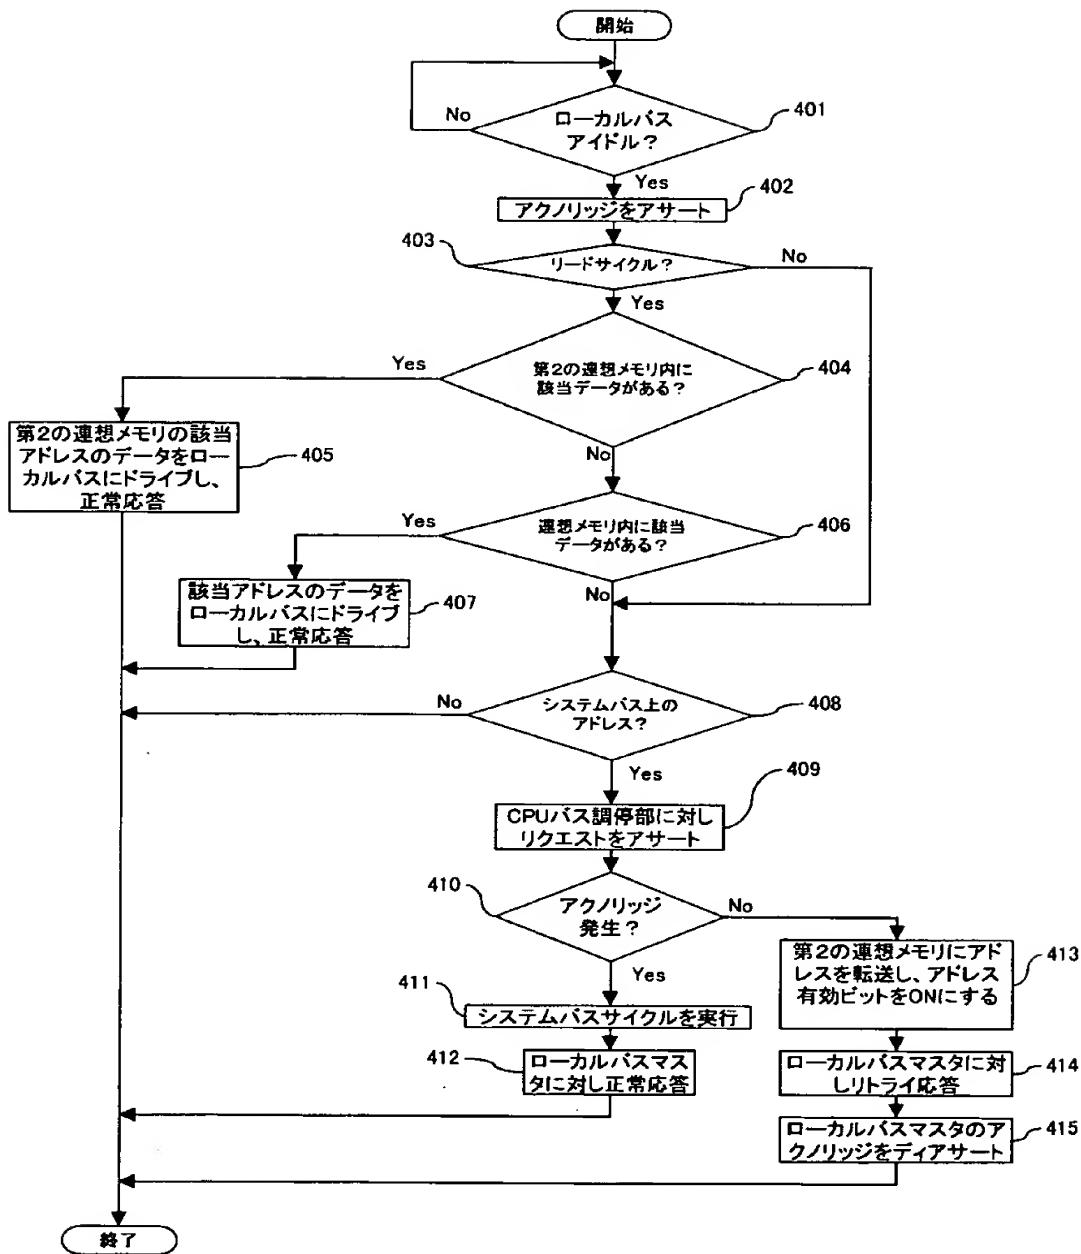 開始
No
ローカルバス
アイドル？
401
Yes
402
アクノリッジをアサート
403
リードサイクル？
No
Yes
Yes
第2の連想メモリ内に
該当データがある？
404
第2の連想メモリの該当
アドレスのデータをロー
カルバスにドライブし、
正常応答
405
No
Yes
連想メモリ内に該当
データがある？
406
該当アドレスのデータを
ローカルバスにドライブ
し、正常応答
407
No
No
システムバス上の
アドレス？
408
Yes
409
CPUバス調停部に対し
リクエストをアサート
410
アクノリッジ
発生？
No
第2の連想メモリにアド
レスを転送し、アドレス
有効ビットをONにする
413
Yes
411
システムバスサイクルを実行
412
ローカルバスマス
タに対し正常応答
ローカルバスマスタに対
しリトライ応答
414
ローカルバスマスタのア
クノリッジをディアサート
415
終了